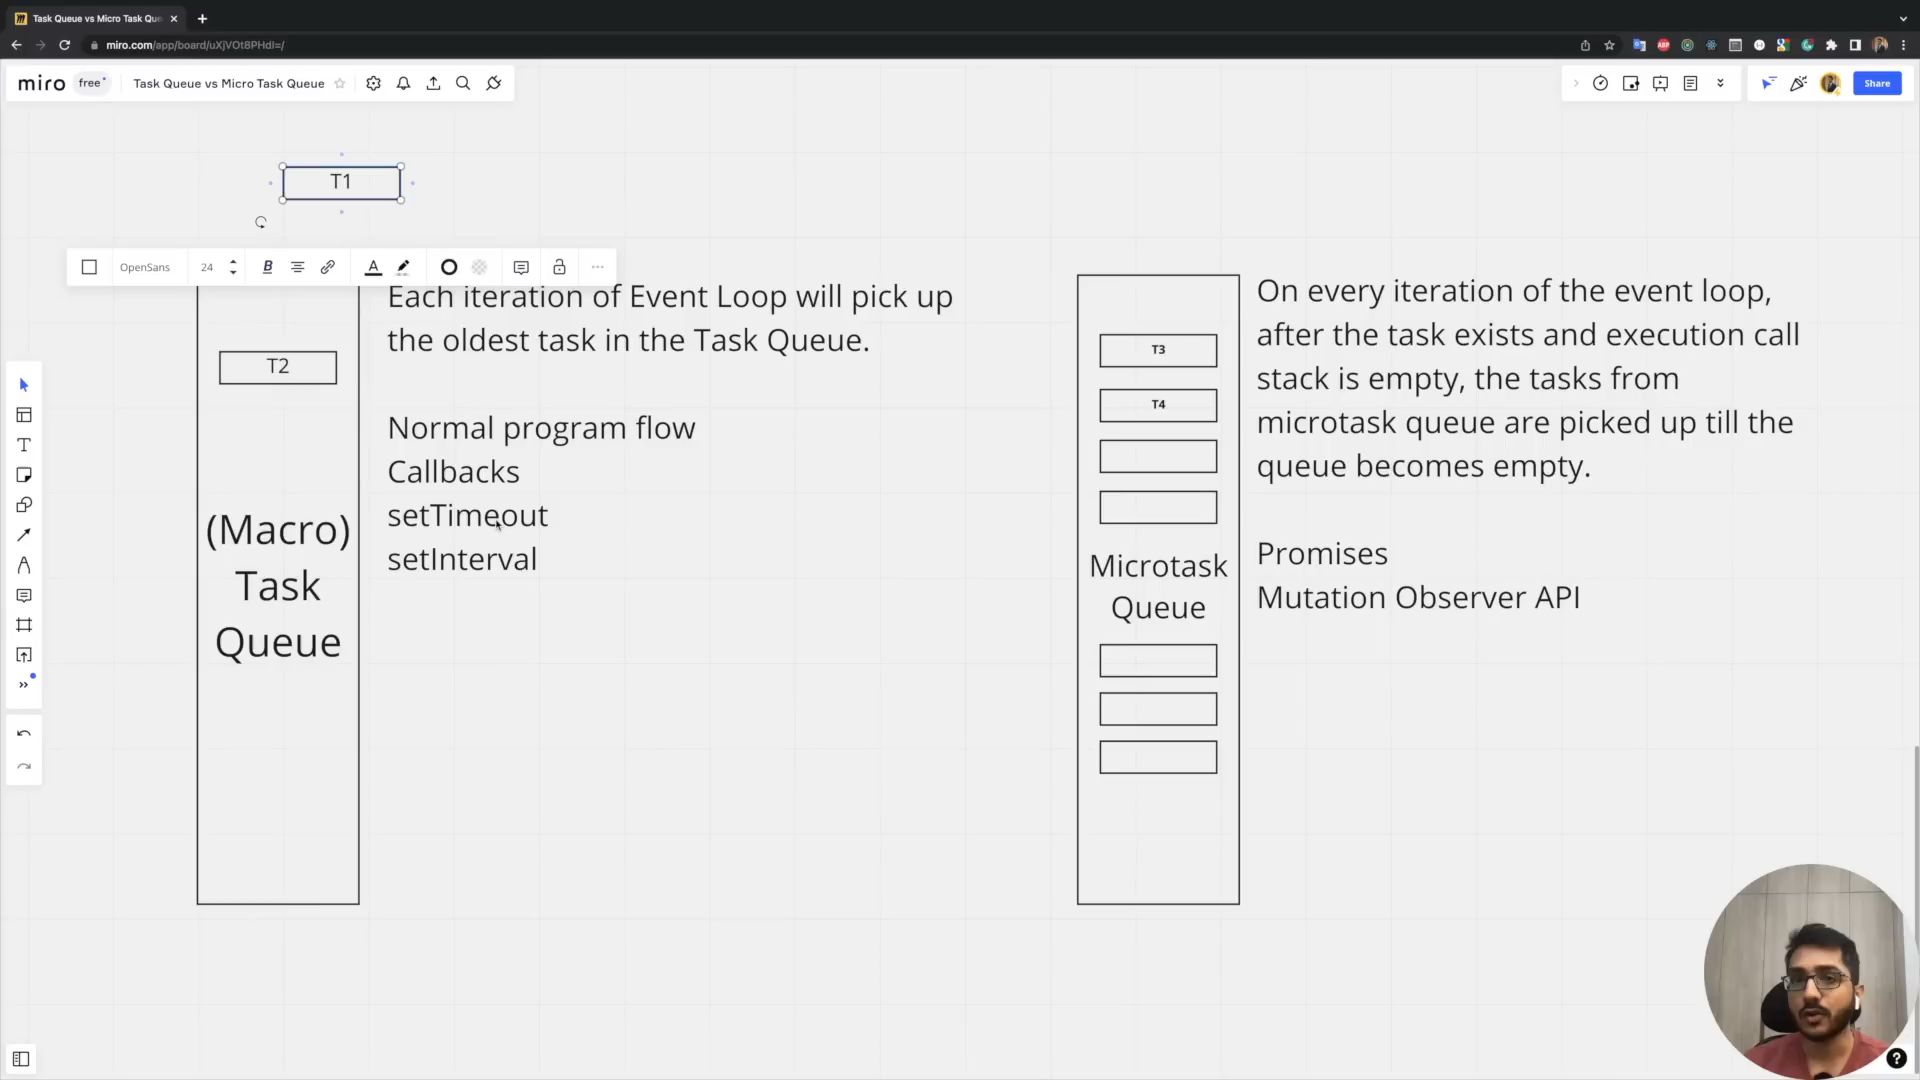 Task Queue vs Micro Task Que
miro.com/app/board/uXjVOt8PHdI=/
miro free Task Queue vs Micro Task Queue
Share
T1
OpenSans 24 B A
T2
(Macro)
Task
Queue
Each iteration of Event Loop will pick up
the oldest task in the Task Queue.
Normal program flow
Callbacks
setTimeout
setInterval
T3
T4
Microtask
Queue
On every iteration of the event loop,
after the task exists and execution call
stack is empty, the tasks from
microtask queue are picked up till the
queue becomes empty.
Promises
Mutation Observer API